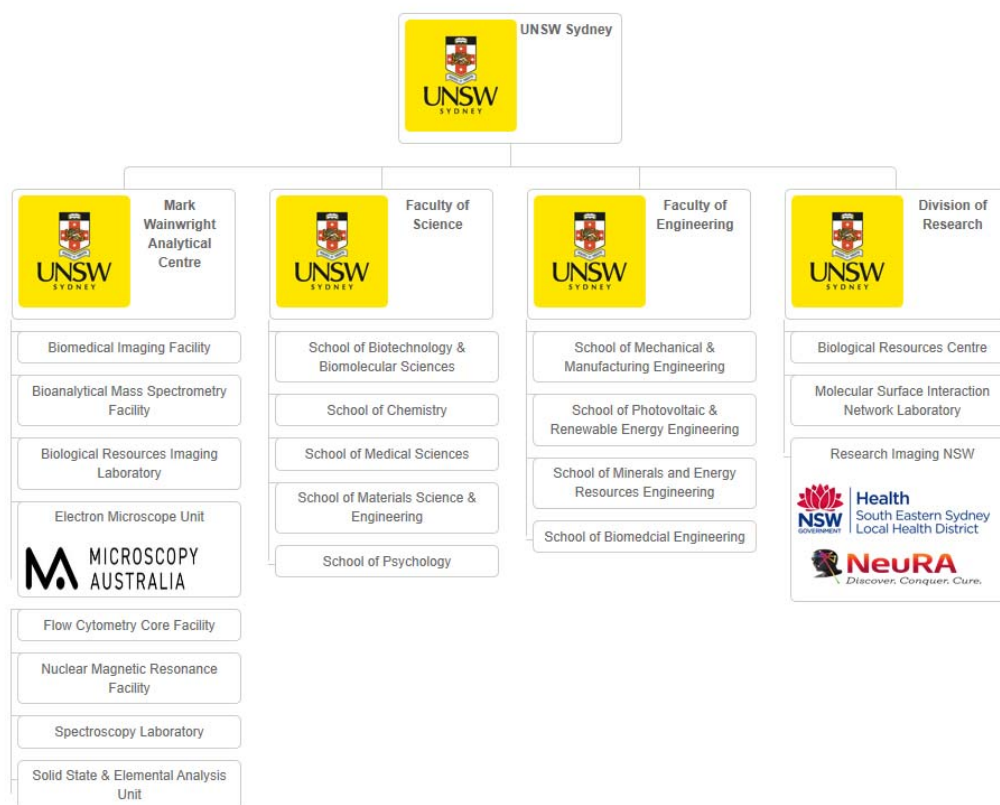 UNSW Sydney
UNSW
SYDNEY
Mark
Wainwright
Analytical
Centre
UNSW
SYDNEY
Biomedical Imaging Facility
Bioanalytical Mass Spectrometry
Facility
Biological Resources Imaging
Laboratory
Electron Microscope Unit
MICROSCOPY
AUSTRALIA
Flow Cytometry Core Facility
Nuclear Magnetic Resonance
Facility
Spectroscopy Laboratory
Solid State & Elemental Analysis
Unit
Faculty of
Science
UNSW
SYDNEY
School of Biotechnology &
Biomolecular Sciences
School of Chemistry
School of Medical Sciences
School of Materials Science &
Engineering
School of Psychology
Faculty of
Engineering
UNSW
SYDNEY
School of Mechanical &
Manufacturing Engineering
School of Photovoltaic &
Renewable Energy Engineering
School of Minerals and Energy
Resources Engineering
School of Biomedcial Engineering
Division of
Research
UNSW
SYDNEY
Biological Resources Centre
Molecular Surface Interaction
Network Laboratory
Research Imaging NSW
NSW
GOVERNMENT
Health
South Eastern Sydney
Local Health District
NeuRA
Discover. Conquer. Cure.